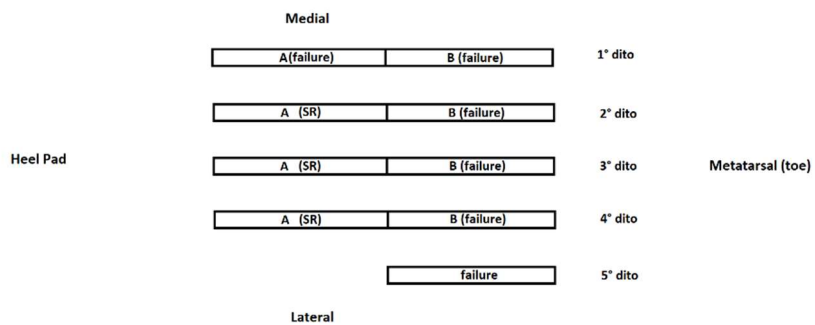 Medial
A(failure) B (failure) 1° dito
A (SR) B (failure) 2° dito
Heel Pad A (SR) B (failure) 3° dito Metatarsal (toe)
A (SR) B (failure) 4° dito
failure 5° dito
Lateral